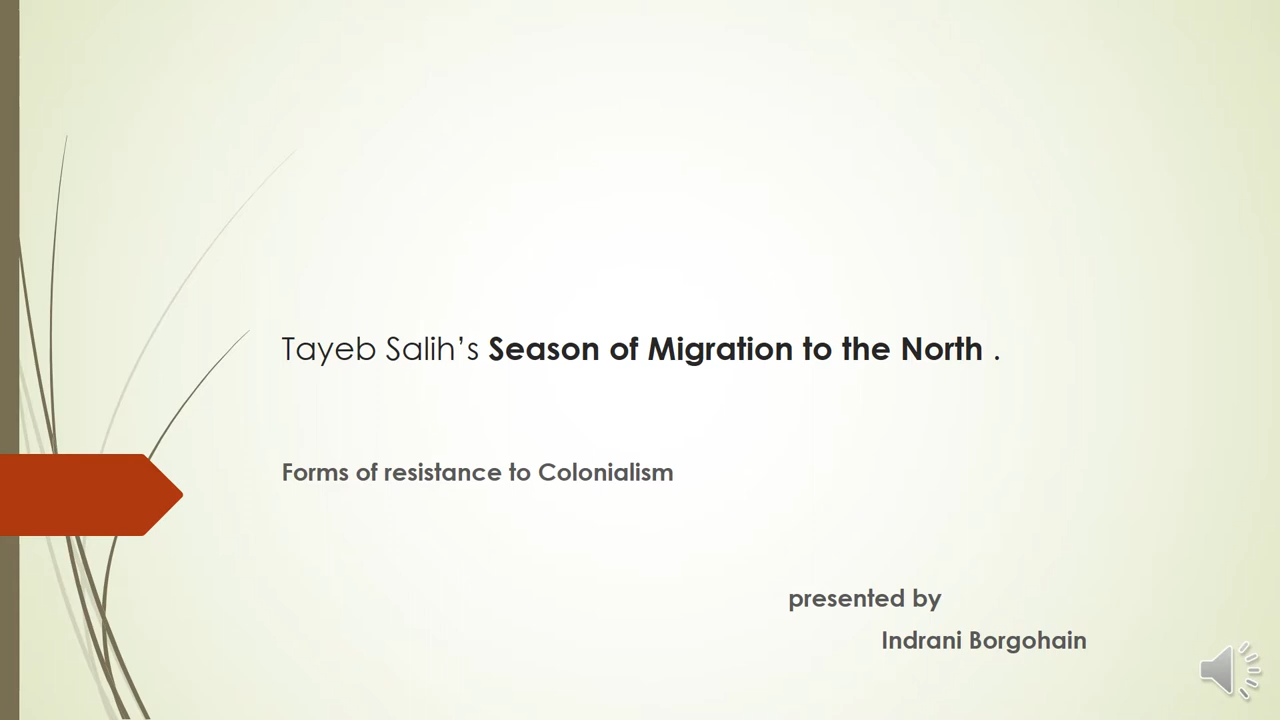 Tayeb Salih’s Season of Migration to the North .
Forms of resistance to Colonialism
presented by
Indrani Borgohain